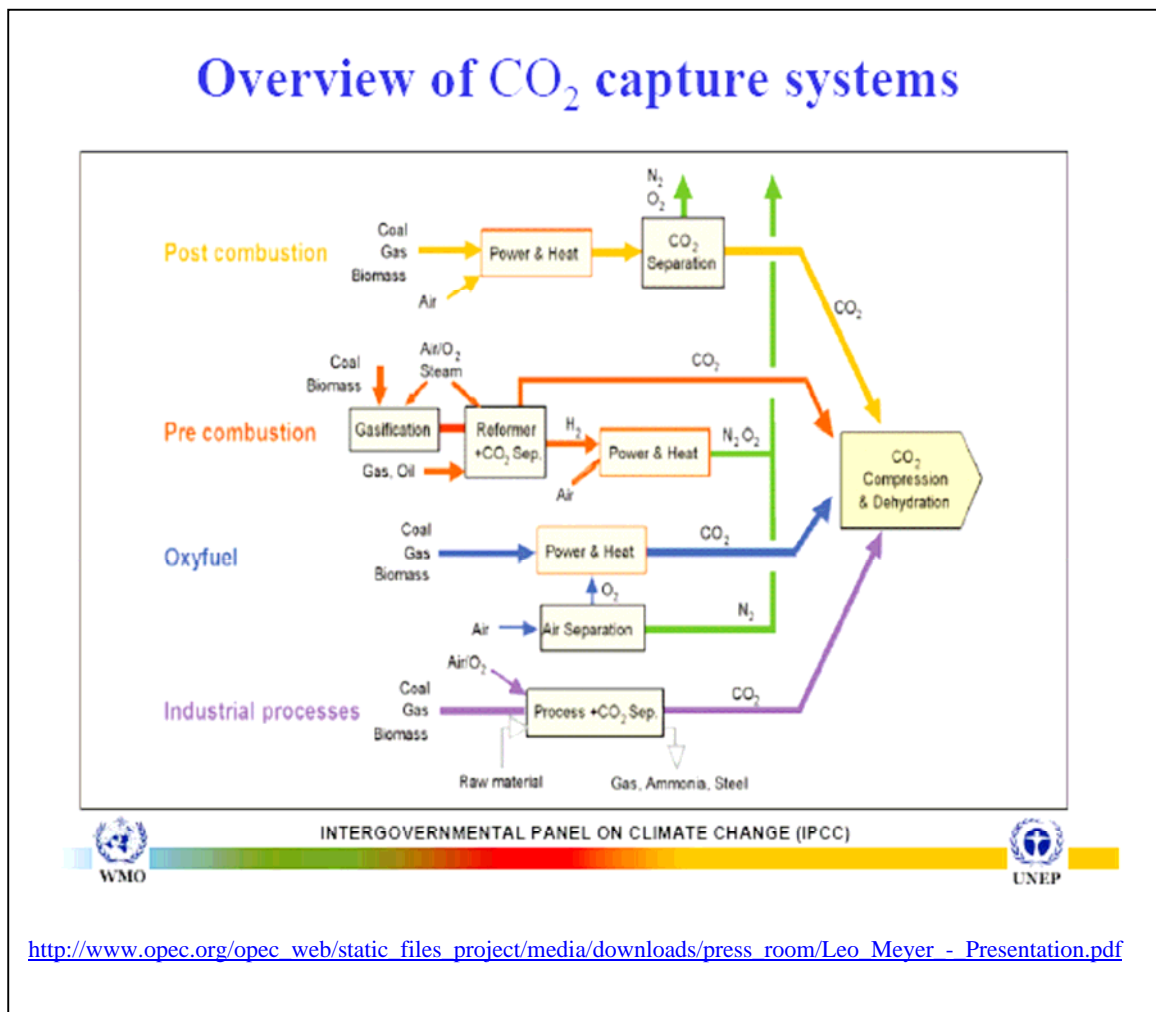 Overview of CO₂ capture systems
N₂
O₂
Post combustion
Coal
Gas
Biomass
Air
Power & Heat
CO₂
Separation
CO₂
Pre combustion
Coal
Biomass
Air/O₂
Steam
CO₂
Gasification
Reformer
+CO₂ Sep.
H₂
Power & Heat
N₂ O₂
Gas, Oil
Air
CO₂
Compression
& Dehydration
Oxyfuel
Coal
Gas
Biomass
Power & Heat
CO₂
O₂
Air
Air Separation
N₂
Industrial processes
Air/O₂
Coal
Gas
Biomass
Process +CO₂ Sep.
CO₂
Raw material
Gas, Ammonia, Steel
INTERGOVERNMENTAL PANEL ON CLIMATE CHANGE (IPCC)
WMO
UNEP
http://www.opec.org/opec_web/static_files_project/media/downloads/press_room/Leo_Meyer_-_Presentation.pdf